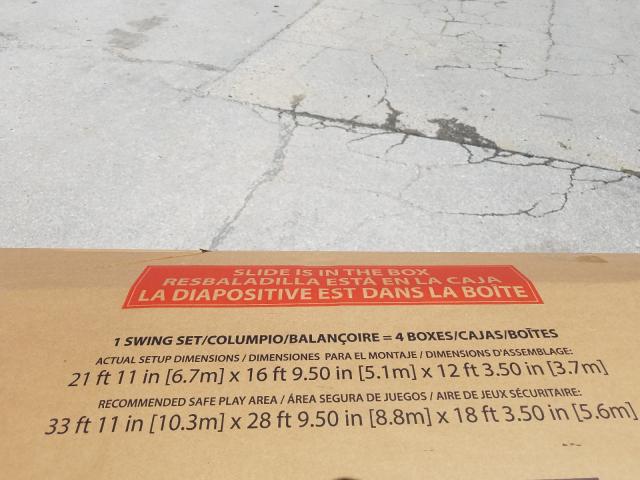 SLIDE IS IN THE BOX
RESBALADILLA ESTÁ EN LA CAJA
LA DIAPOSITIVE EST DANS LA BOÎTE
1 SWING SET/COLUMPIO/BALANÇOIRE = 4 BOXES/CAJAS/BOÎTES
ACTUAL SETUP DIMENSIONS / DIMENSIONES PARA EL MONTAJE / DIMENSIONS D'ASSEMBLAGE:
21 ft 11 in [6.7m] x 16 ft 9.50 in [5.1m] x 12 ft 3.50 in [3.7m]
RECOMMENDED SAFE PLAY AREA / ÁREA SEGURA DE JUEGOS / AIRE DE JEUX SÉCURITAIRE:
33 ft 11 in [10.3m] x 28 ft 9.50 in [8.8m] x 18 ft 3.50 in [5.6m]